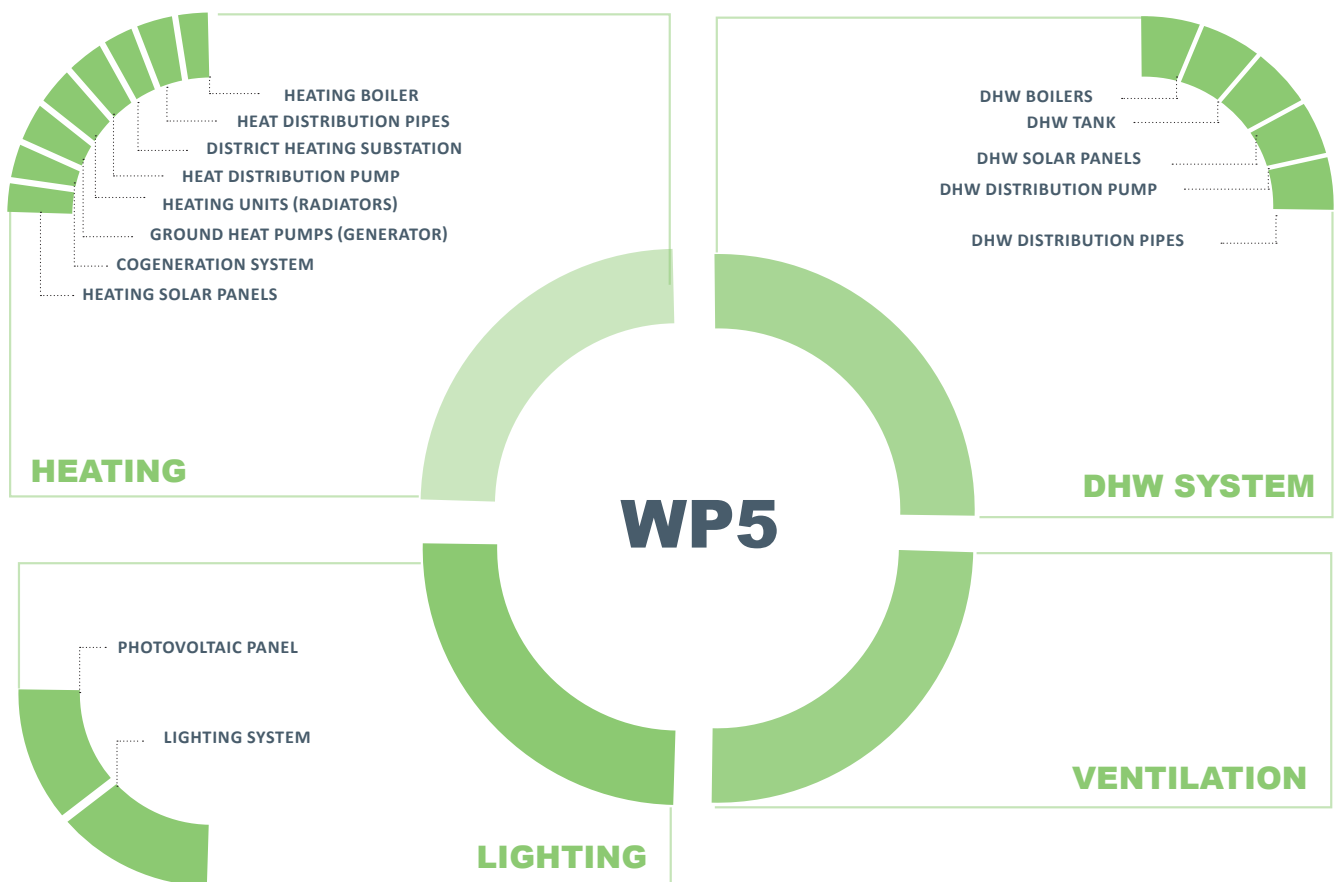 HEATING BOILER
HEAT DISTRIBUTION PIPES
DISTRICT HEATING SUBSTATION
HEAT DISTRIBUTION PUMP
HEATING UNITS (RADIATORS)
GROUND HEAT PUMPS (GENERATOR)
COGENERATION SYSTEM
HEATING SOLAR PANELS
HEATING
DHW BOILERS
DHW TANK
DHW SOLAR PANELS
DHW DISTRIBUTION PUMP
DHW DISTRIBUTION PIPES
DHW SYSTEM
WP5
PHOTOVOLTAIC PANEL
LIGHTING SYSTEM
LIGHTING
VENTILATION